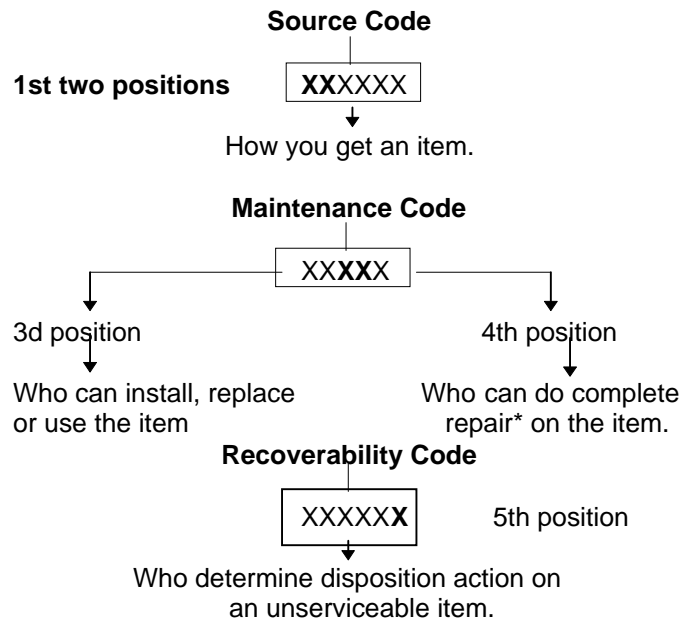 Source Code
1st two positions XXXXXX
How you get an item.
Maintenance Code
XXXXX
3d position 4th position
Who can install, replace Who can do complete
or use the item repair* on the item.
Recoverability Code
XXXXXX 5th position
Who determine disposition action on
an unserviceable item.